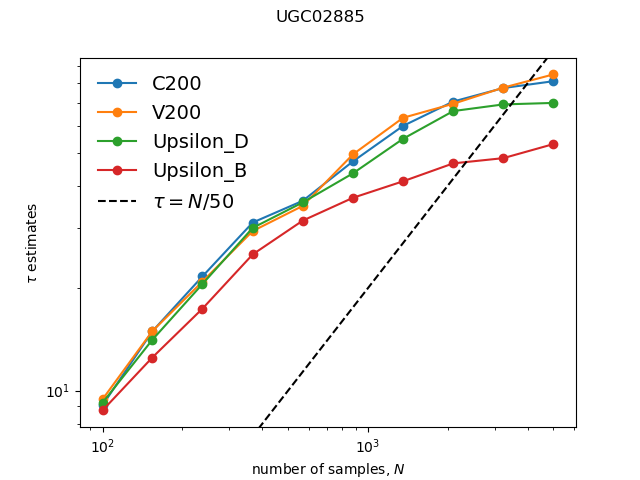 UGC02885
C200
V200
Upsilon_D
Upsilon_B
τ = N/50
τ estimates
10¹
10² 10³
number of samples, N